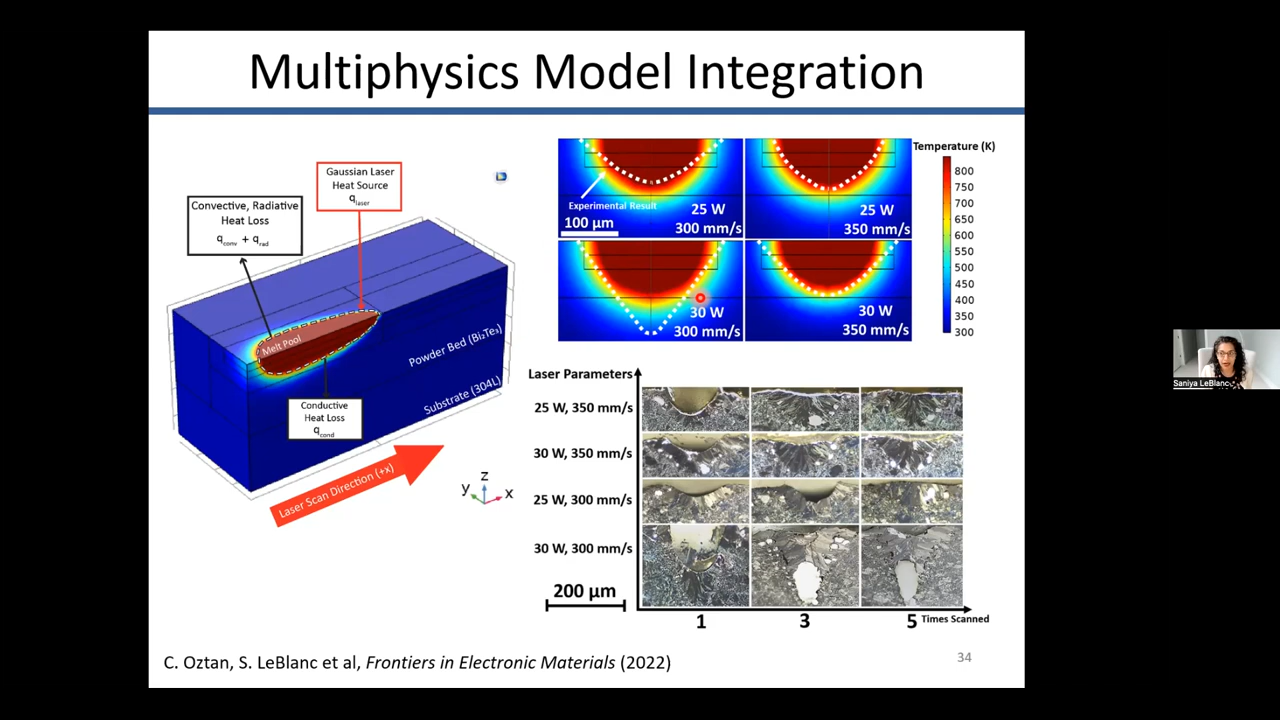 Multiphysics Model Integration
Gaussian Laser
Heat Source
qlaser
Convective, Radiative
Heat Loss
qconv + qrad
Melt Pool
Powder Bed (Bi₂Te₃)
Substrate (304L)
Conductive
Heat Loss
qcond
Laser Scan Direction (+x)
z
y
x
Temperature (K)
800
750
700
650
600
550
500
450
400
350
300
Experimental Result
100 μm
25 W
300 mm/s
25 W
350 mm/s
30 W
300 mm/s
30 W
350 mm/s
Laser Parameters
25 W, 350 mm/s
30 W, 350 mm/s
25 W, 300 mm/s
30 W, 300 mm/s
200 μm
1
3
5
Times Scanned
C. Oztan, S. LeBlanc et al, Frontiers in Electronic Materials (2022)
34
Saniya LeBlanc